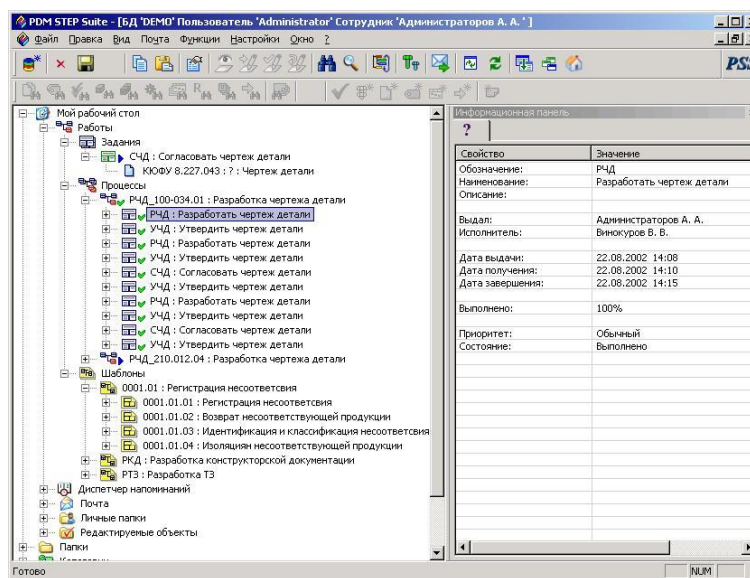 PDM STEP Suite - [БД 'DEMO' Пользователь 'Administrator' Сотрудник 'Администраторов А. А. ' ]
Файл Правка Вид Почта Функции Настройки Окно ?
PS
Мой рабочий стол
Работы
Задания
СЧД : Согласовать чертеж детали
КЮФУ 8.227.043 : ? : Чертеж детали
Процессы
РЧД_100-034.01 : Разработка чертежа детали
РЧД : Разработать чертеж детали
УЧД : Утвердить чертеж детали
РЧД : Разработать чертеж детали
УЧД : Утвердить чертеж детали
СЧД : Согласовать чертеж детали
УЧД : Утвердить чертеж детали
РЧД : Разработать чертеж детали
УЧД : Утвердить чертеж детали
СЧД : Согласовать чертеж детали
УЧД : Утвердить чертеж детали
РЧД_210.012.04 : Разработка чертежа детали
Шаблоны
0001.01 : Регистрация несоответсвия
0001.01.01 : Регистрация несоответсвия
0001.01.02 : Возврат несоответствующей продукции
0001.01.03 : Идентификация и классификация несоответсвия
0001.01.04 : Изоляциян несоответствующей продукции
РКД : Разработка конструкторской документации
РТЗ : Разработка ТЗ
Диспетчер напоминаний
Почта
Личные папки
Редактируемые объекты
Папки
Информационная панель
?
Свойство Значение
Обозначение: РЧД
Наименование: Разработать чертеж детали
Описание:
Выдал: Администраторов А. А.
Исполнитель: Винокуров В. В.
Дата выдачи: 22.08.2002 14:08
Дата получения: 22.08.2002 14:10
Дата завершения: 22.08.2002 14:15
Выполнено: 100%
Приоритет: Обычный
Состояние: Выполнено
Готово NUM